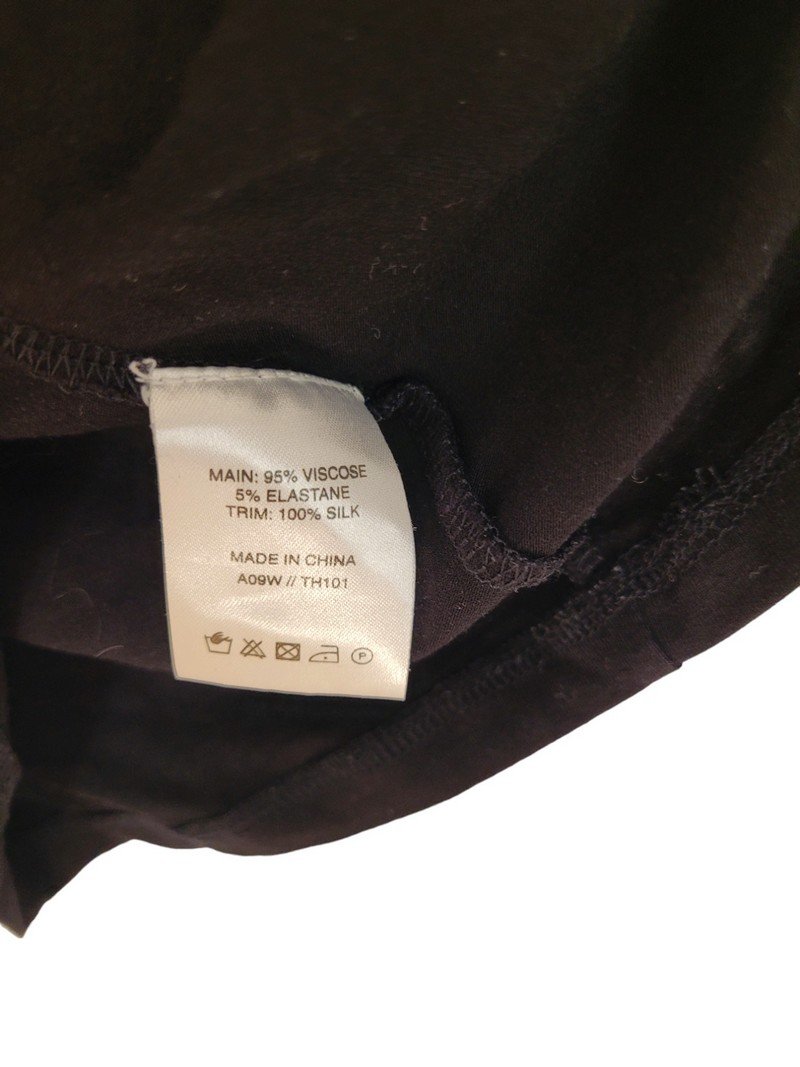 MAIN: 95% VISCOSE
5% ELASTANE
TRIM: 100% SILK
MADE IN CHINA
A09W // TH101
P